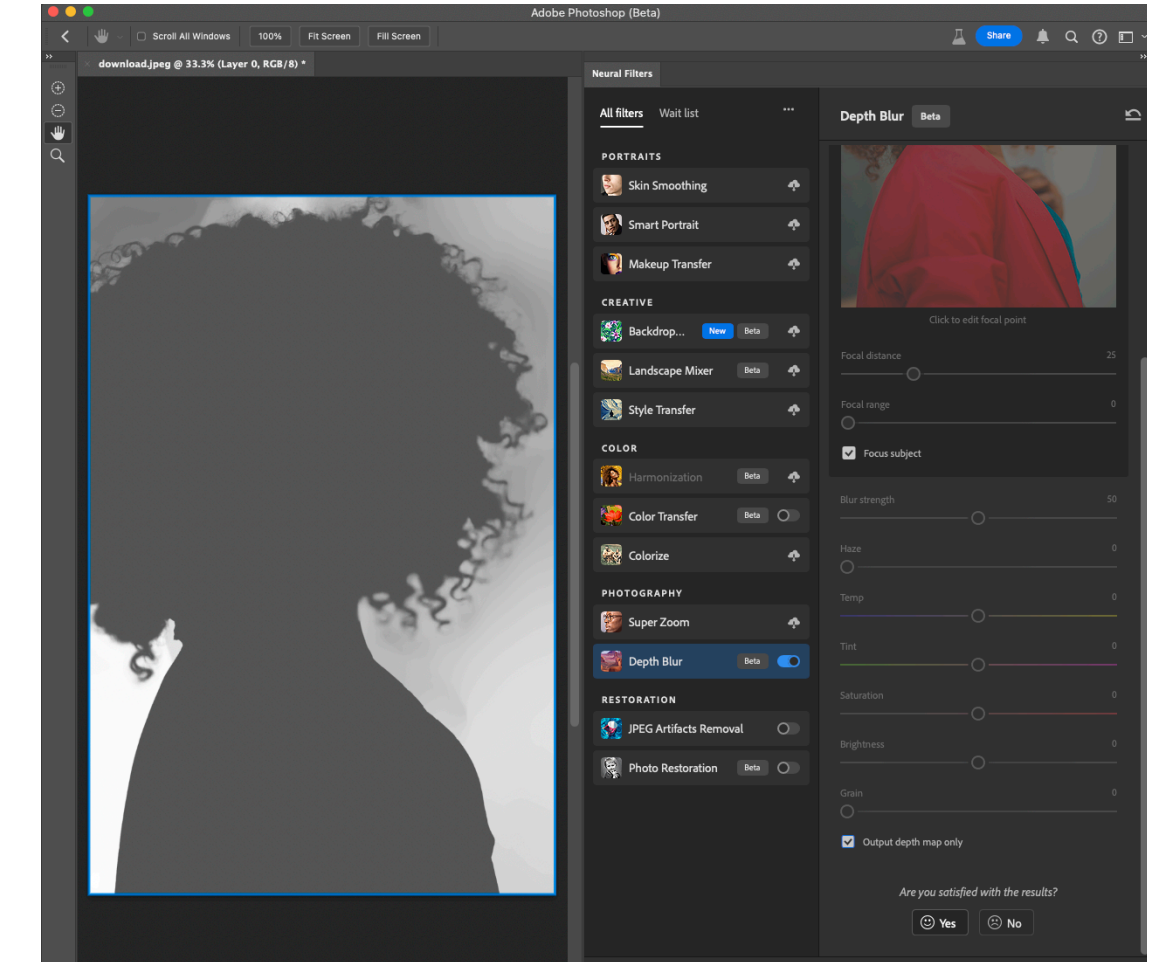 Adobe Photoshop (Beta)
Scroll All Windows 100% Fit Screen Fill Screen Share
download.jpeg @ 33.3% (Layer 0, RGB/8) *
Neural Filters
All filters Wait list
PORTRAITS
Skin Smoothing
Smart Portrait
Makeup Transfer
CREATIVE
Backdrop... New Beta
Landscape Mixer Beta
Style Transfer
COLOR
Harmonization Beta
Color Transfer Beta
Colorize
PHOTOGRAPHY
Super Zoom
Depth Blur Beta
RESTORATION
JPEG Artifacts Removal
Photo Restoration Beta
Depth Blur Beta
Click to edit focal point
Focal distance 25
Focal range 0
Focus subject
Blur strength 50
Haze 0
Temp 0
Tint 0
Saturation 0
Brightness 0
Grain 0
Output depth map only
Are you satisfied with the results?
Yes No